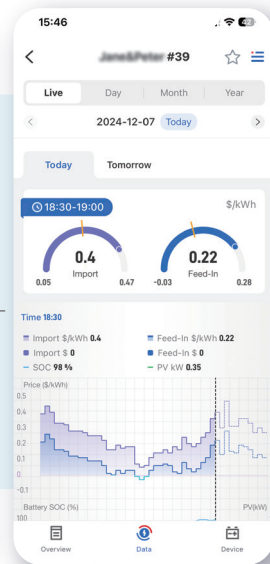 15:46
#39
Live Day Month Year
2024-12-07 Today
Today Tomorrow
18:30-19:00 $/kWh
0.4 0.22
Import Feed-In
0.05 0.47 -0.03 0.28
Time 18:30
Import $/kWh 0.4 Feed-In $/kWh 0.22
Import $ 0 Feed-In $ 0
SOC 98 % PV kW 0.35
Price ($/kWh)
0.5
0.4
0.3
0.2
0.1
0
-0.1
Battery SOC (%) PV(kW)
100
Overview Data Device